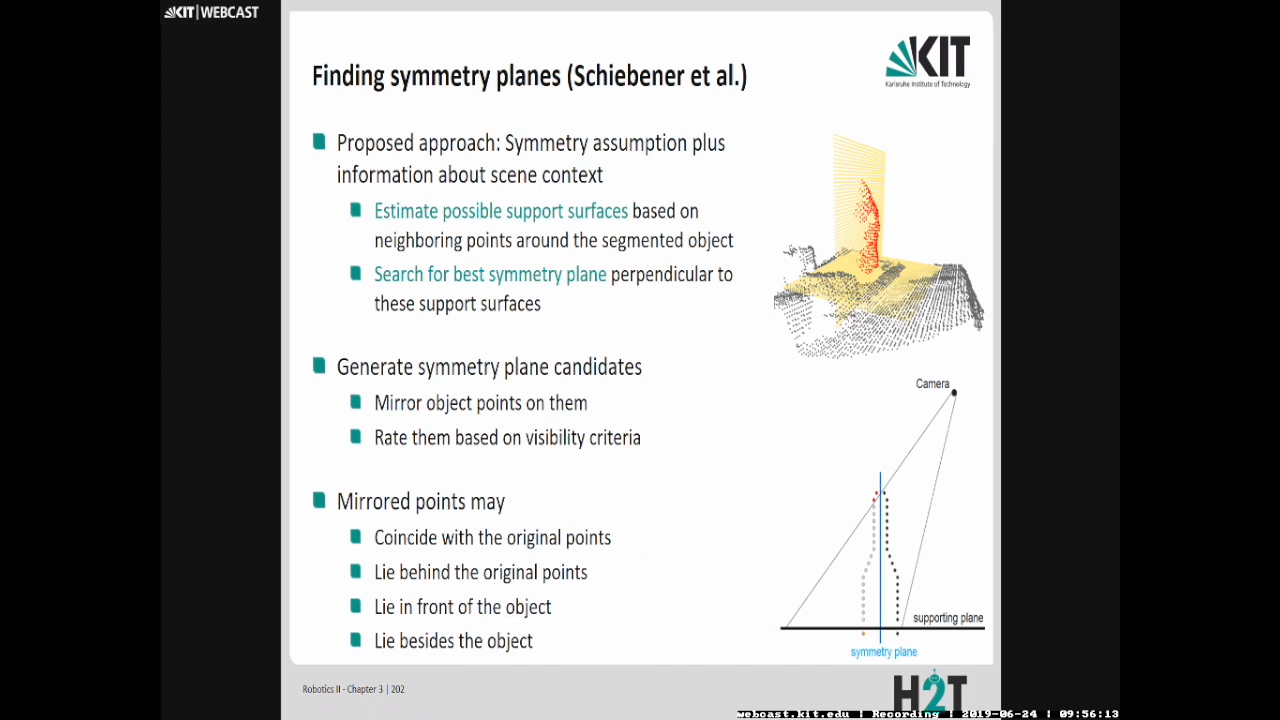 KIT | WEBCAST
Finding symmetry planes (Schiebener et al.)
KIT
Karlsruhe Institute of Technology
Proposed approach: Symmetry assumption plus
information about scene context
Estimate possible support surfaces based on
neighboring points around the segmented object
Search for best symmetry plane perpendicular to
these support surfaces
Generate symmetry plane candidates
Mirror object points on them
Rate them based on visibility criteria
Mirrored points may
Coincide with the original points
Lie behind the original points
Lie in front of the object
Lie besides the object
Camera
supporting plane
symmetry plane
Robotics II - Chapter 3 | 202
H2T
webcast.kit.edu | Recording | 2019-06-24 | 09:56:13